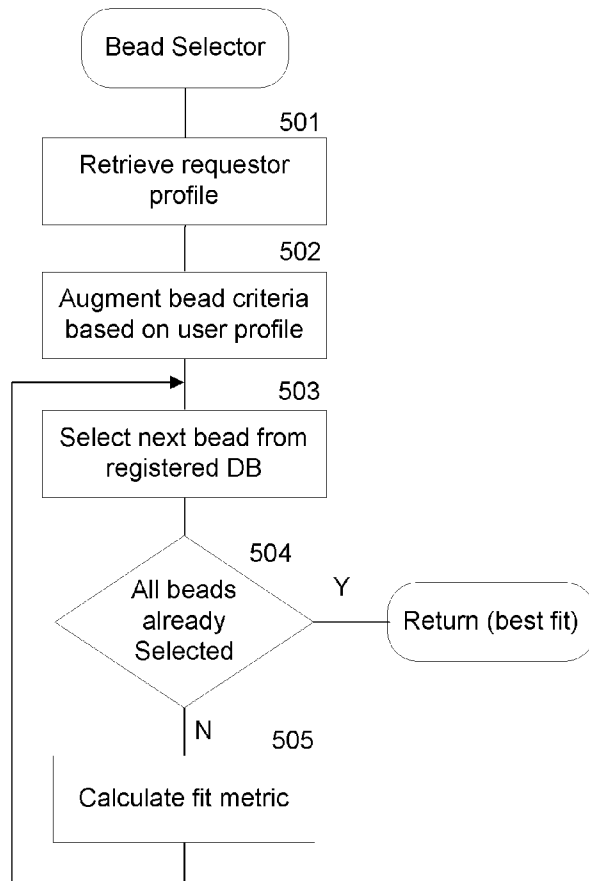 Bead Selector
501
Retrieve requestor
profile
502
Augment bead criteria
based on user profile
503
Select next bead from
registered DB
504
All beads
already
Selected
Y
Return (best fit)
N
505
Calculate fit metric